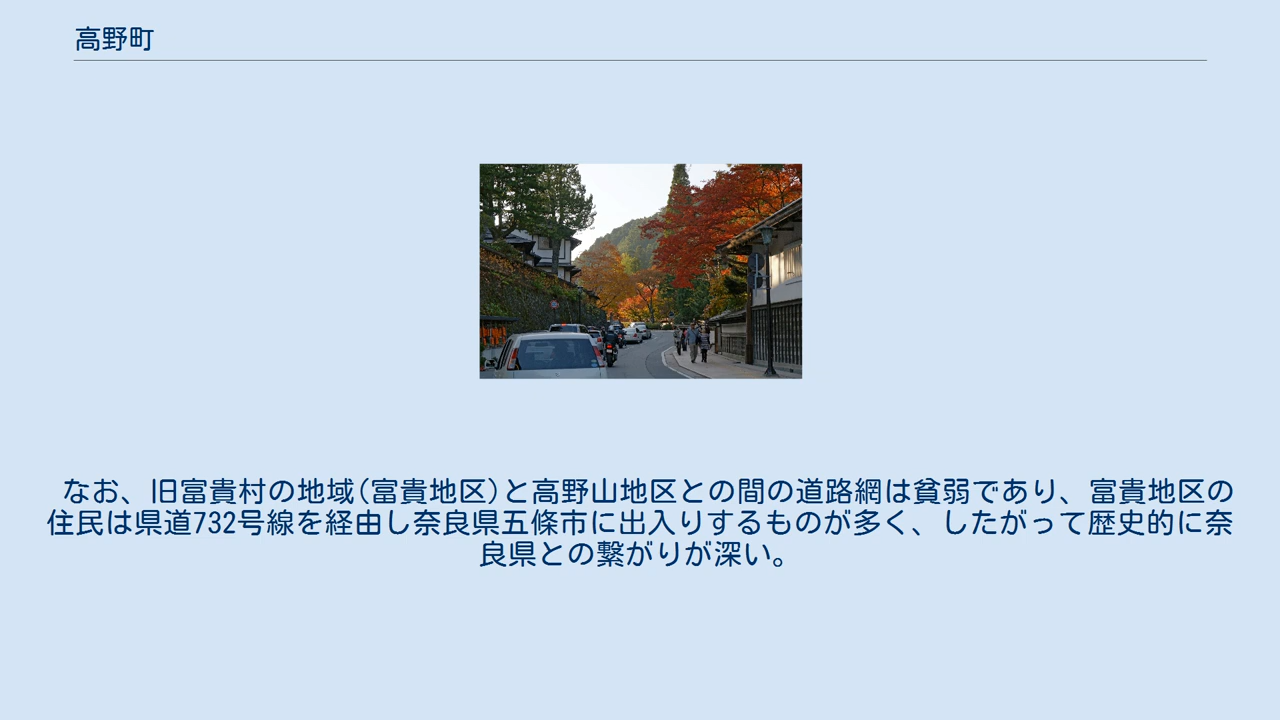 高野町
なお、旧富貴村の地域(富貴地区)と高野山地区との間の道路網は貧弱であり、富貴地区の
住民は県道732号線を経由し奈良県五條市に出入りするものが多く、したがって歴史的に奈
良県との繋がりが深い。